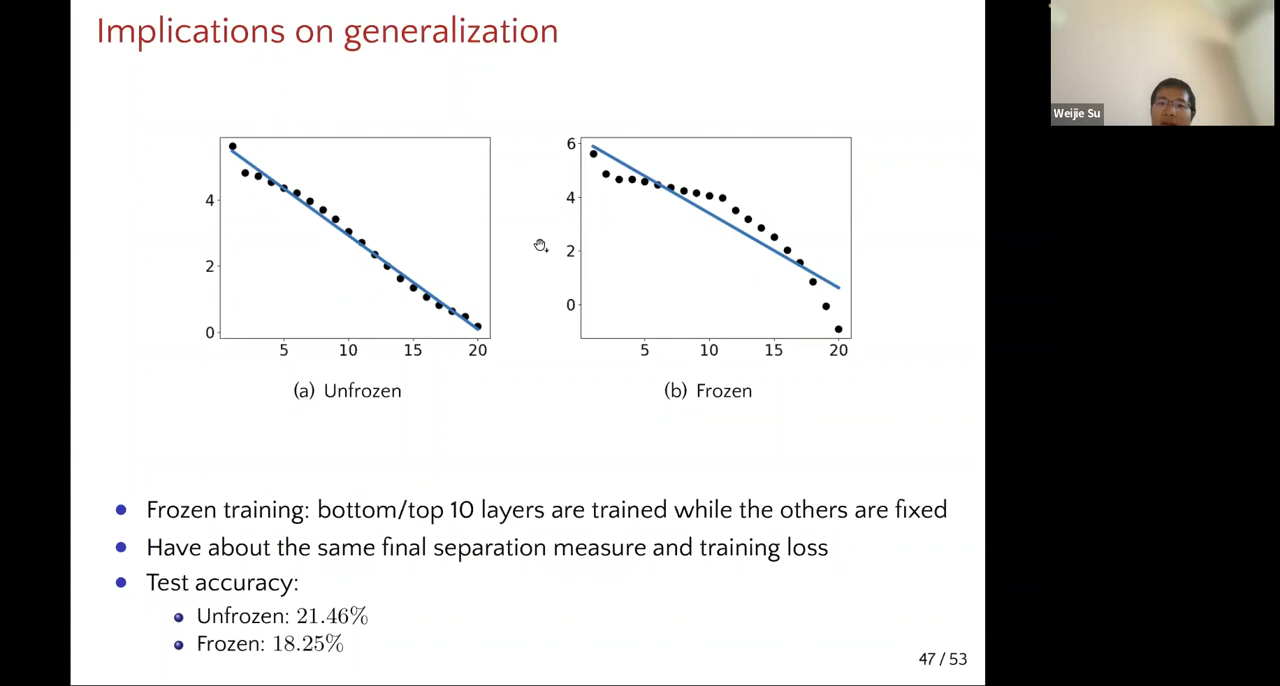 Implications on generalization
Weijie Su
4
2
0
5 10 15 20
(a) Unfrozen
6
4
2
0
5 10 15 20
(b) Frozen
Frozen training: bottom/top 10 layers are trained while the others are fixed
Have about the same final separation measure and training loss
Test accuracy:
Unfrozen: 21.46%
Frozen: 18.25%
47 / 53